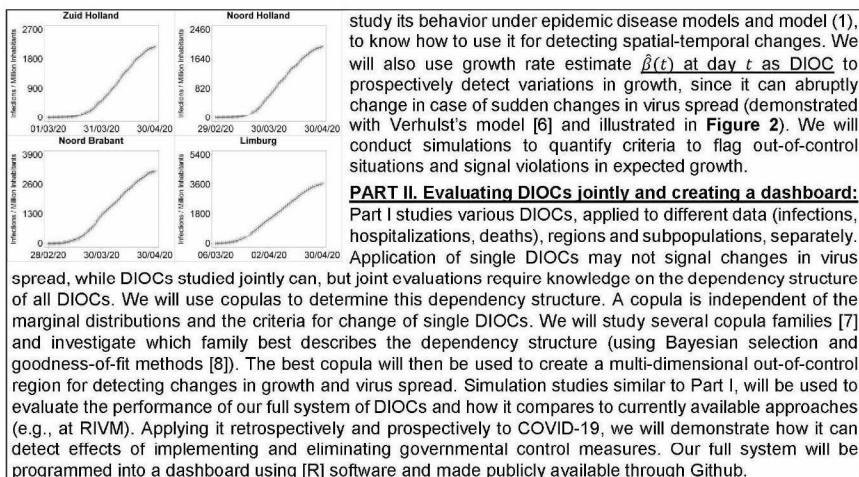 Zuid Holland
Noord Holland
Infections / Million Inhabitants
2700
1800
900
0
01/03/20 31/03/20 30/04/20
2460
1640
820
0
29/02/20 30/03/20 30/04/20
Noord Brabant
Limburg
Infections / Million Inhabitants
3900
2600
1300
0
28/02/20 30/03/20 30/04/20
5400
3600
1800
0
06/03/20 02/04/20 30/04/20
study its behavior under epidemic disease models and model (1),
to know how to use it for detecting spatial-temporal changes. We
will also use growth rate estimate β̂(t) at day t as DIOC to
prospectively detect variations in growth, since it can abruptly
change in case of sudden changes in virus spread (demonstrated
with Verhulst's model [6] and illustrated in Figure 2). We will
conduct simulations to quantify criteria to flag out-of-control
situations and signal violations in expected growth.
PART II. Evaluating DIOCs jointly and creating a dashboard:
Part I studies various DIOCs, applied to different data (infections,
hospitalizations, deaths), regions and subpopulations, separately.
Application of single DIOCs may not signal changes in virus
spread, while DIOCs studied jointly can, but joint evaluations require knowledge on the dependency structure
of all DIOCs. We will use copulas to determine this dependency structure. A copula is independent of the
marginal distributions and the criteria for change of single DIOCs. We will study several copula families [7]
and investigate which family best describes the dependency structure (using Bayesian selection and
goodness-of-fit methods [8]). The best copula will then be used to create a multi-dimensional out-of-control
region for detecting changes in growth and virus spread. Simulation studies similar to Part I, will be used to
evaluate the performance of our full system of DIOCs and how it compares to currently available approaches
(e.g., at RIVM). Applying it retrospectively and prospectively to COVID-19, we will demonstrate how it can
detect effects of implementing and eliminating governmental control measures. Our full system will be
programmed into a dashboard using [R] software and made publicly available through Github.